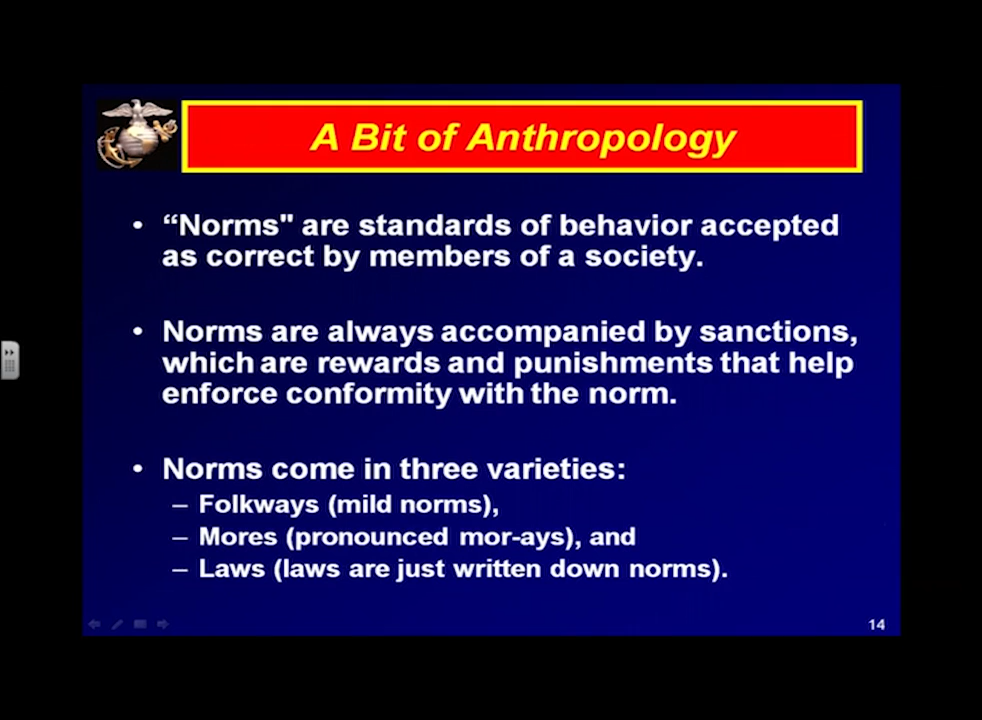 A Bit of Anthropology
• “Norms" are standards of behavior accepted
as correct by members of a society.
• Norms are always accompanied by sanctions,
which are rewards and punishments that help
enforce conformity with the norm.
• Norms come in three varieties:
– Folkways (mild norms),
– Mores (pronounced mor-ays), and
– Laws (laws are just written down norms).
14